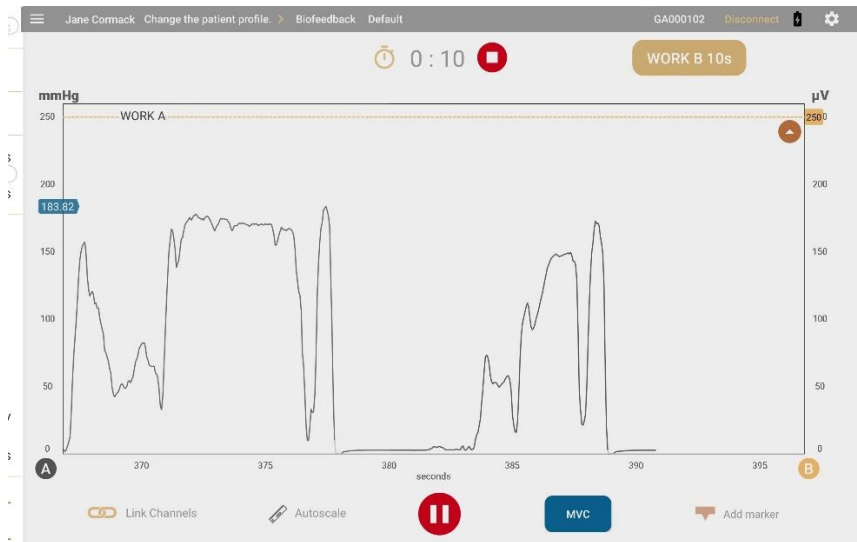 Jane Cormack Change the patient profile. > Biofeedback Default GA000102 Disconnect
0 : 10 WORK B 10s
mmHg µV
250 WORK A 250 0
200 200
183.82
150 150
100 100
50 50
0 0
A 370 375 380 385 390 395 B
seconds
Link Channels Autoscale MVC Add marker